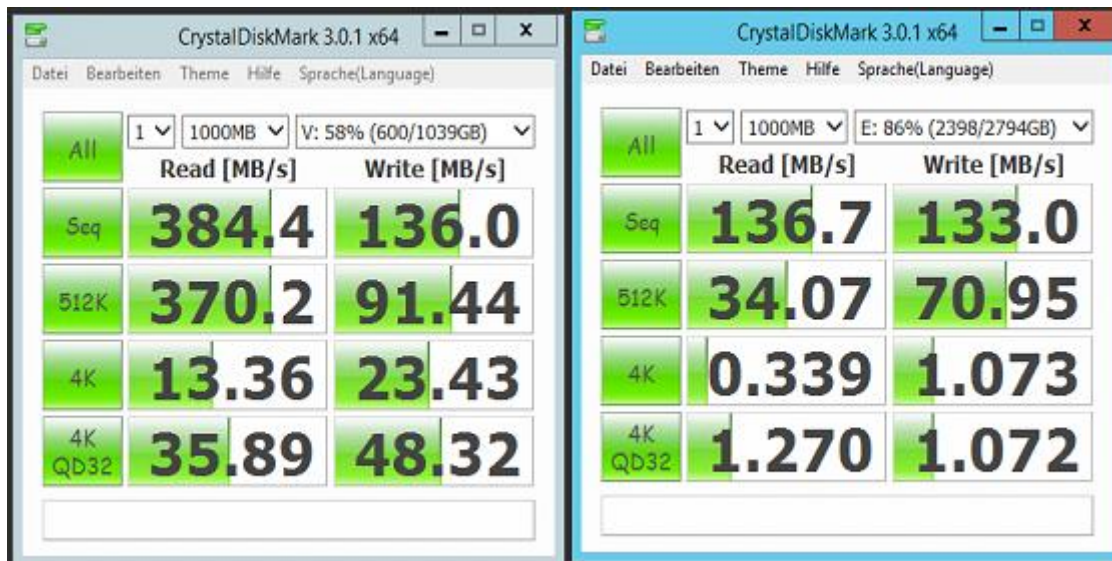 CrystalDiskMark 3.0.1 x64
Datei Bearbeiten Theme Hilfe Sprache(Language)
All 1 1000MB V: 58% (600/1039GB)
Read [MB/s] Write [MB/s]
Seq 384.4 136.0
512K 370.2 91.44
4K 13.36 23.43
4K
QD32 35.89 48.32
CrystalDiskMark 3.0.1 x64
Datei Bearbeiten Theme Hilfe Sprache(Language)
All 1 1000MB E: 86% (2398/2794GB)
Read [MB/s] Write [MB/s]
Seq 136.7 133.0
512K 34.07 70.95
4K 0.339 1.073
4K
QD32 1.270 1.072